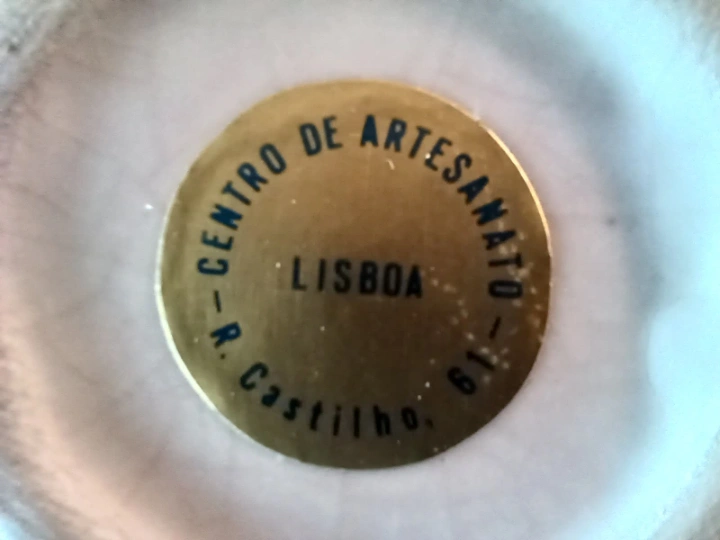 CENTRO DE ARTESANATO
LISBOA
R. Castilho, 61